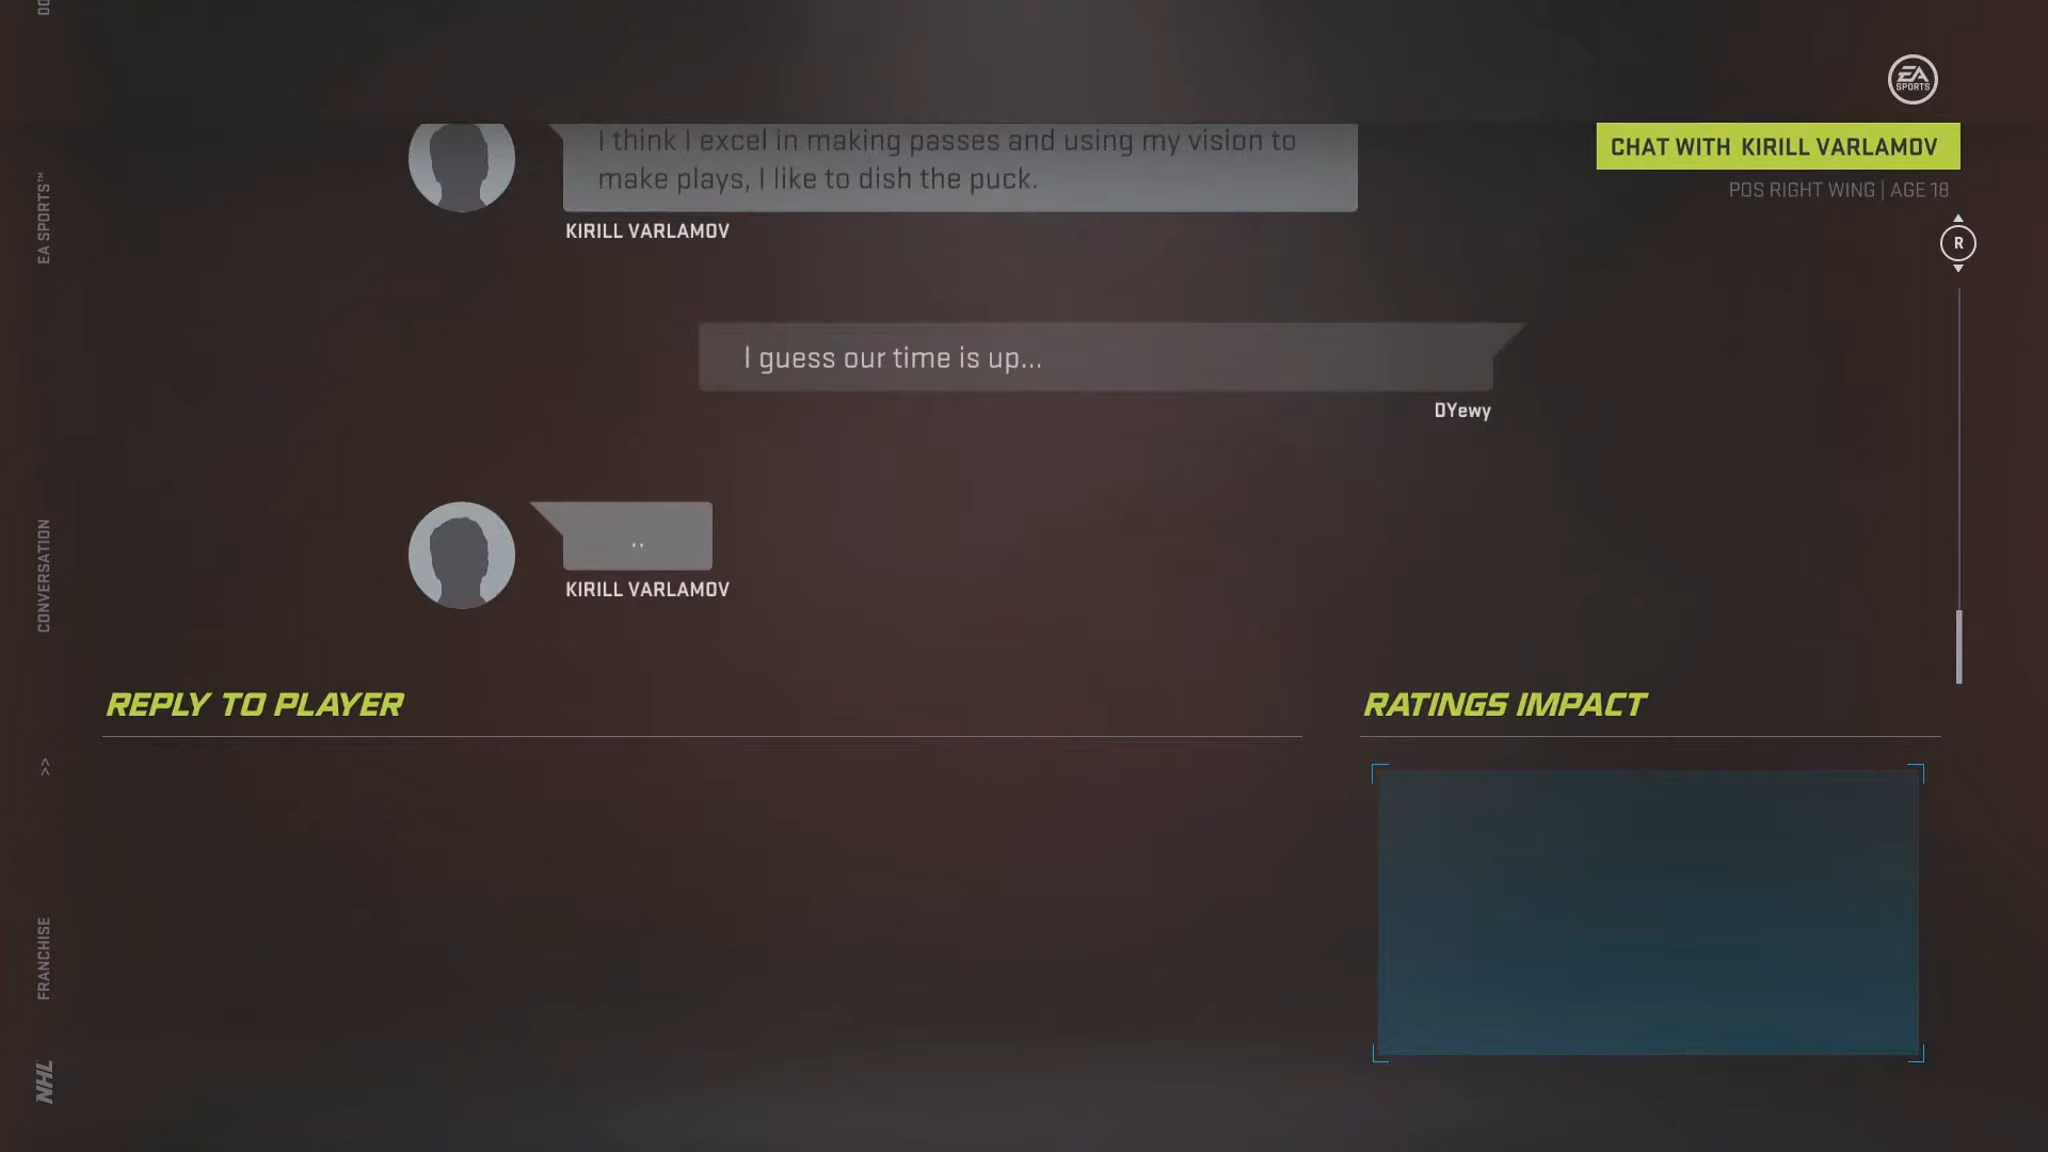 EA SPORTS
I think I excel in making passes and using my vision to
make plays, I like to dish the puck.
KIRILL VARLAMOV
CHAT WITH KIRILL VARLAMOV
POS RIGHT WING | AGE 18
R
I guess our time is up...
DYewy
..
KIRILL VARLAMOV
REPLY TO PLAYER
RATINGS IMPACT
NHL
FRANCHISE
>>
CONVERSATION
EA SPORTS™